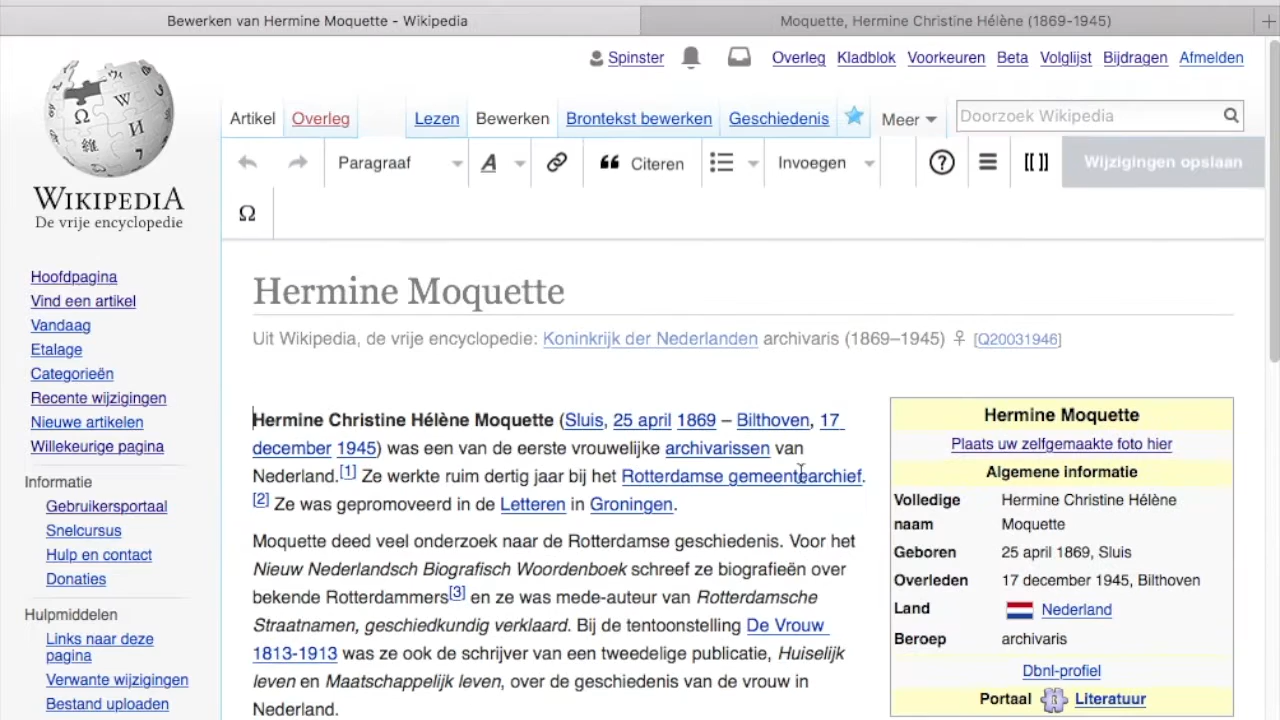 Bewerken van Hermine Moquette - Wikipedia
Moquette, Hermine Christine Hélène (1869-1945)
Spinster
Overleg
Kladblok
Voorkeuren
Beta
Volglijst
Bijdragen
Afmelden
Artikel
Overleg
Lezen
Bewerken
Brontekst bewerken
Geschiedenis
Meer
Doorzoek Wikipedia
Paragraaf
A
Citeren
Invoegen
Wijzigingen opslaan
Ω
WIKIPEDIA
De vrije encyclopedie
Hoofdpagina
Vind een artikel
Vandaag
Etalage
Categorieën
Recente wijzigingen
Nieuwe artikelen
Willekeurige pagina
Informatie
Gebruikersportaal
Snelcursus
Hulp en contact
Donaties
Hulpmiddelen
Links naar deze
pagina
Verwante wijzigingen
Bestand uploaden
Hermine Moquette
Uit Wikipedia, de vrije encyclopedie: Koninkrijk der Nederlanden archivaris (1869–1945) ♀ [Q20031946]
Hermine Christine Hélène Moquette (Sluis, 25 april 1869 – Bilthoven, 17
december 1945) was een van de eerste vrouwelijke archivarissen van
Nederland.[1] Ze werkte ruim dertig jaar bij het Rotterdamse gemeentearchief.
[2] Ze was gepromoveerd in de Letteren in Groningen.
Moquette deed veel onderzoek naar de Rotterdamse geschiedenis. Voor het
Nieuw Nederlandsch Biografisch Woordenboek schreef ze biografieën over
bekende Rotterdammers[3] en ze was mede-auteur van Rotterdamsche
Straatnamen, geschiedkundig verklaard. Bij de tentoonstelling De Vrouw
1813-1913 was ze ook de schrijver van een tweedelige publicatie, Huiselijk
leven en Maatschappelijk leven, over de geschiedenis van de vrouw in
Nederland.
Hermine Moquette
Plaats uw zelfgemaakte foto hier
Algemene informatie
Volledige naam Hermine Christine Hélène Moquette
Geboren 25 april 1869, Sluis
Overleden 17 december 1945, Bilthoven
Land Nederland
Beroep archivaris
Dbnl-profiel
Portaal Literatuur